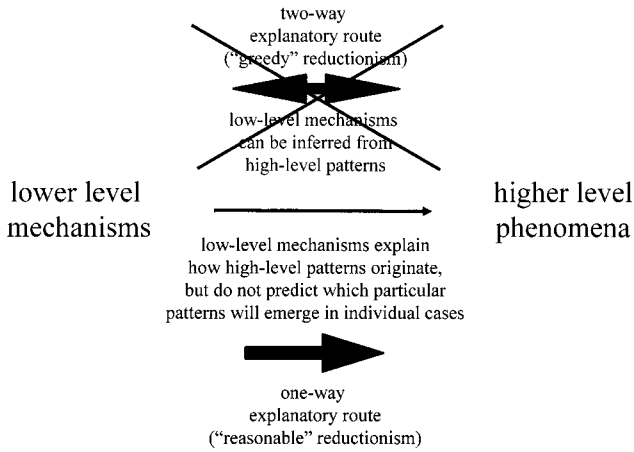 two-way
explanatory route
("greedy" reductionism)
low-level mechanisms
can be inferred from
high-level patterns
lower level
mechanisms
higher level
phenomena
low-level mechanisms explain
how high-level patterns originate,
but do not predict which particular
patterns will emerge in individual cases
one-way
explanatory route
("reasonable" reductionism)